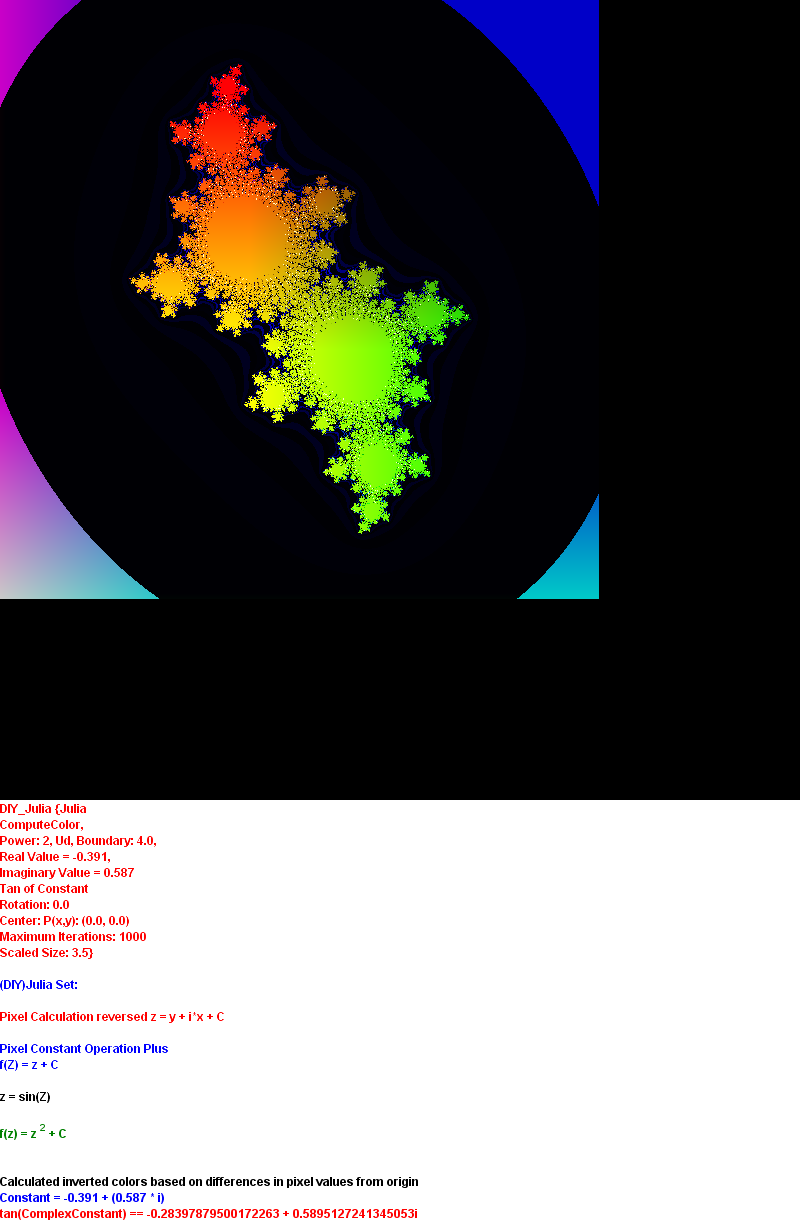 DIY_Julia {Julia
ComputeColor,
Power: 2, Ud, Boundary: 4.0,
Real Value = -0.391,
Imaginary Value = 0.587
Tan of Constant
Rotation: 0.0
Center: P(x,y): (0.0, 0.0)
Maximum Iterations: 1000
Scaled Size: 3.5}
(DIY)Julia Set:
Pixel Calculation reversed z = y + i*x + C
Pixel Constant Operation Plus
f(Z) = z + C
z = sin(Z)
f(z) = z 2 + C
Calculated inverted colors based on differences in pixel values from origin
Constant = -0.391 + (0.587 * i)
tan(ComplexConstant) == -0.28397879500172263 + 0.5895127241345053i